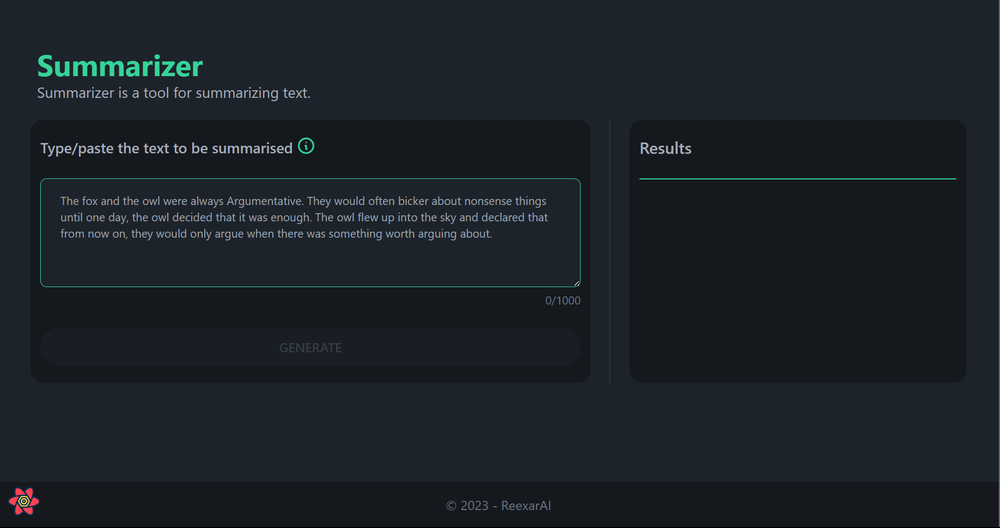 Summarizer
Summarizer is a tool for summarizing text.
Type/paste the text to be summarised
The fox and the owl were always Argumentative. They would often bicker about nonsense things
until one day, the owl decided that it was enough. The owl flew up into the sky and declared that
from now on, they would only argue when there was something worth arguing about.
0/1000
GENERATE
Results
© 2023 - ReexarAI